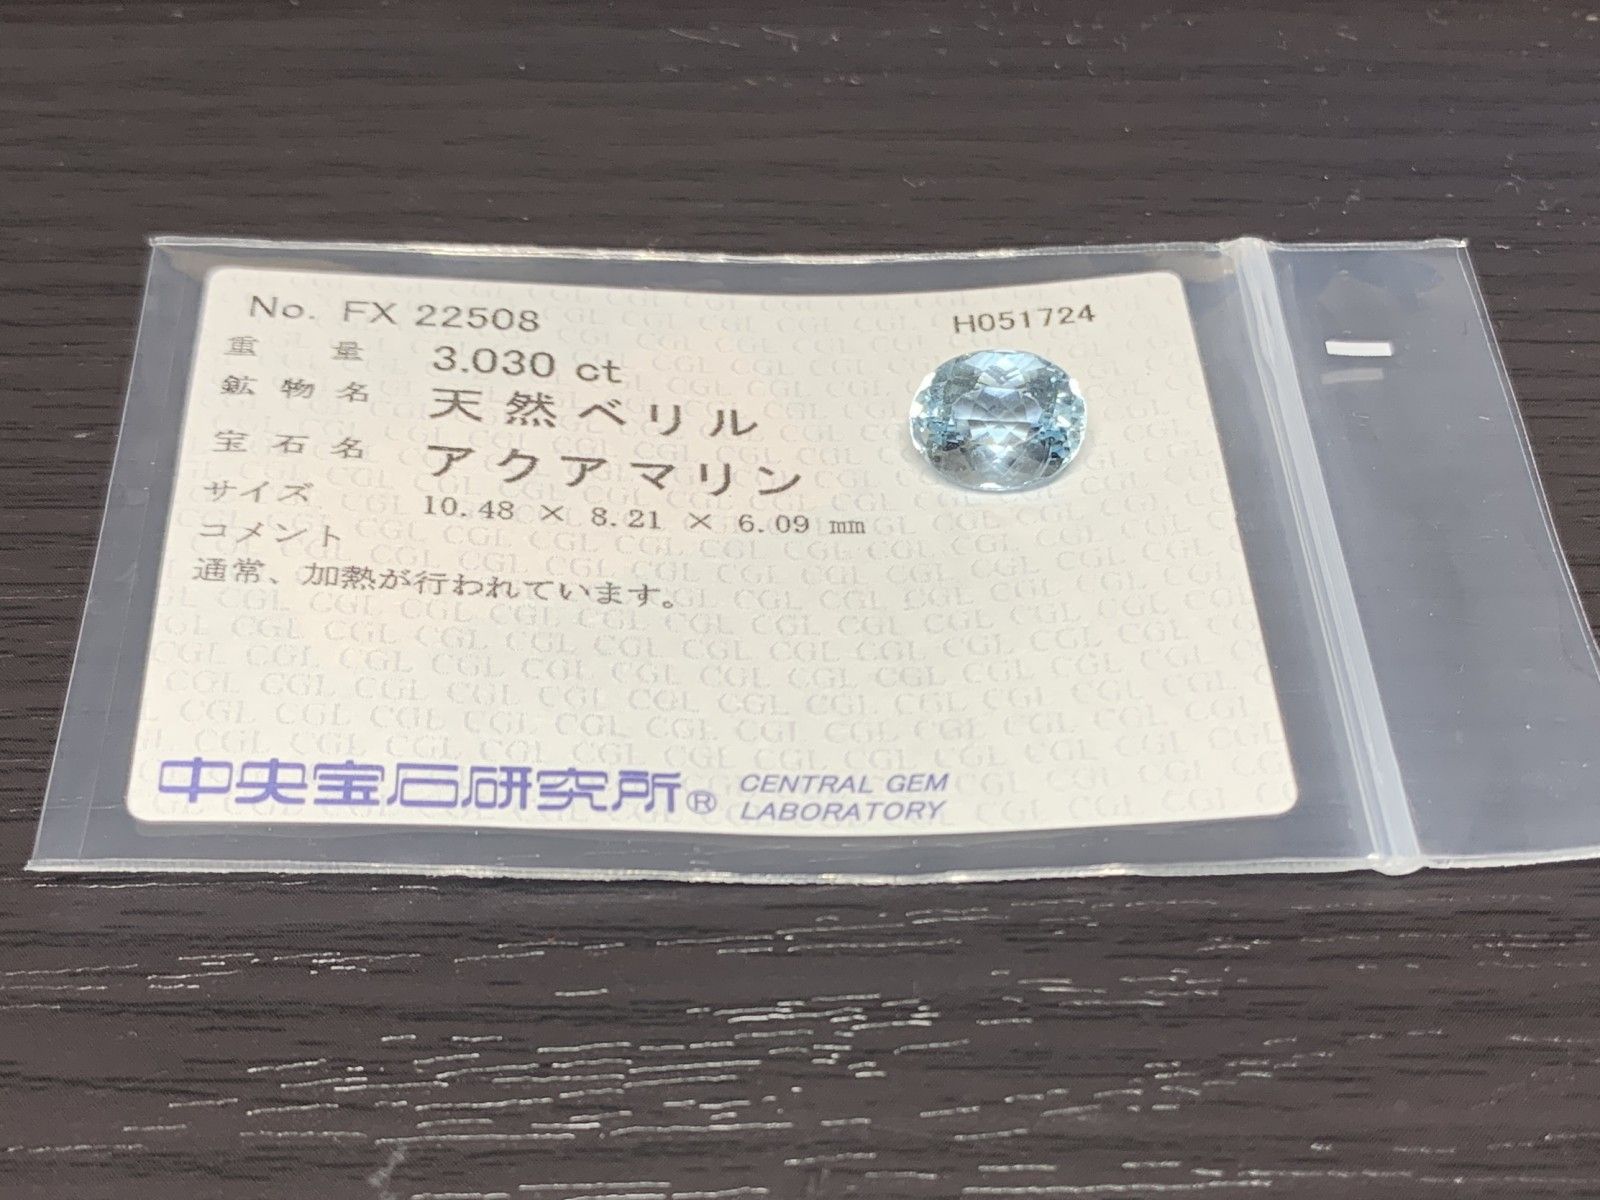 No. FX 22508
H051724
重量 3.030 ct
鉱物名 天然ベリル
宝石名 アクアマリン
サイズ 10.48 × 8.21 × 6.09 mm
コメント
通常、加熱が行われています。
中央宝石研究所® CENTRAL GEM
LABORATORY